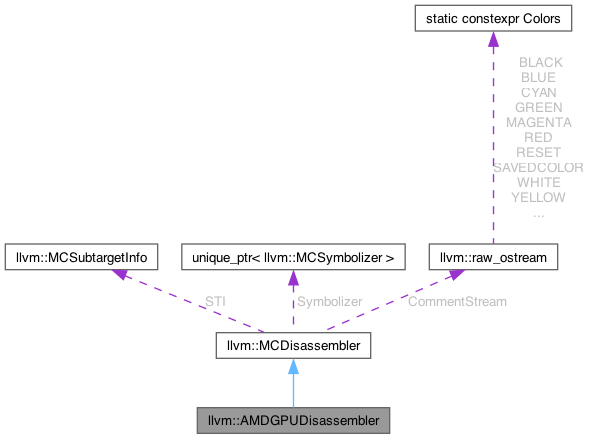 static constexpr Colors
BLACK
BLUE
CYAN
GREEN
MAGENTA
RED
RESET
SAVEDCOLOR
WHITE
YELLOW
...
llvm::MCSubtargetInfo
unique_ptr< llvm::MCSymbolizer >
llvm::raw_ostream
STI
Symbolizer
CommentStream
llvm::MCDisassembler
llvm::AMDGPUDisassembler